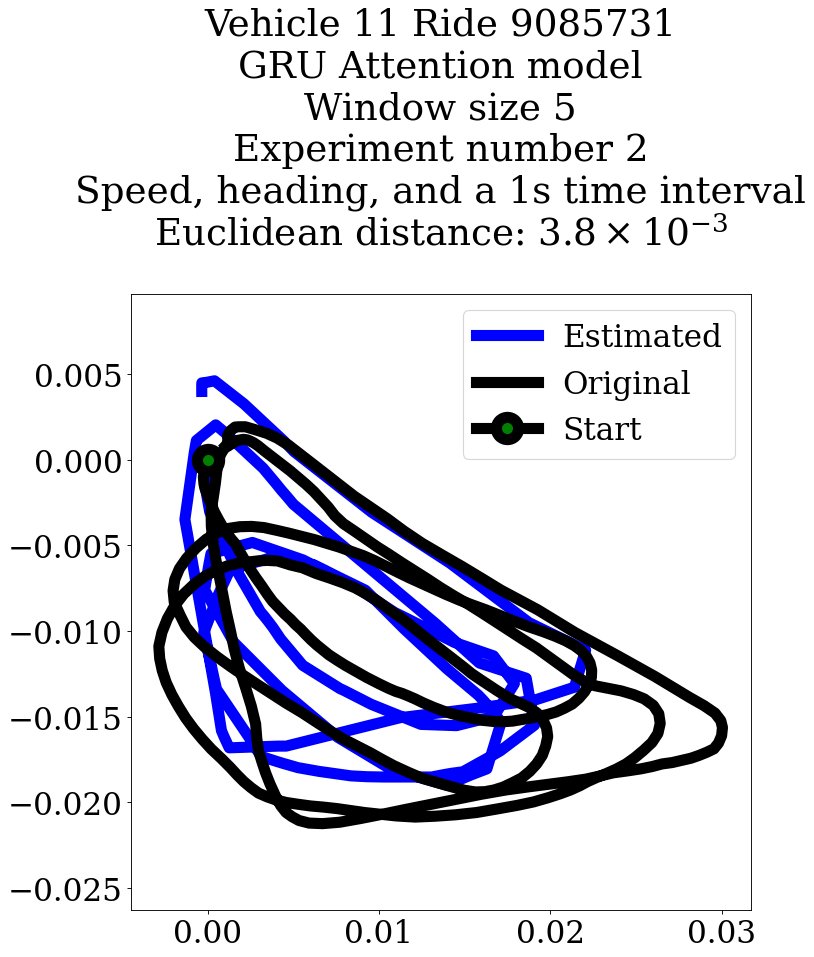 Vehicle 11 Ride 9085731
GRU Attention model
Window size 5
Experiment number 2
Speed, heading, and a 1s time interval
Euclidean distance: 3.8 × 10⁻³
Estimated
Original
Start
0.005
0.000
−0.005
−0.010
−0.015
−0.020
−0.025
0.00 0.01 0.02 0.03